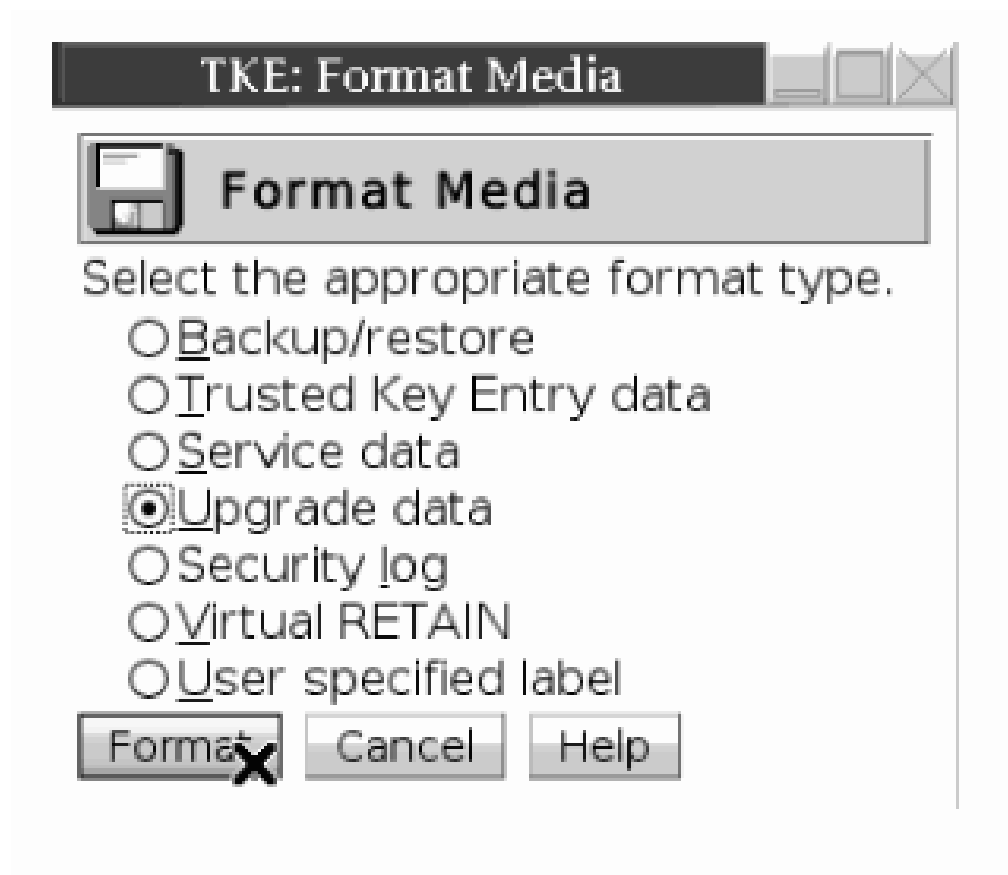 TKE: Format Media
Format Media
Select the appropriate format type.
Backup/restore
Trusted Key Entry data
Service data
Upgrade data
Security log
Virtual RETAIN
User specified label
Format Cancel Help